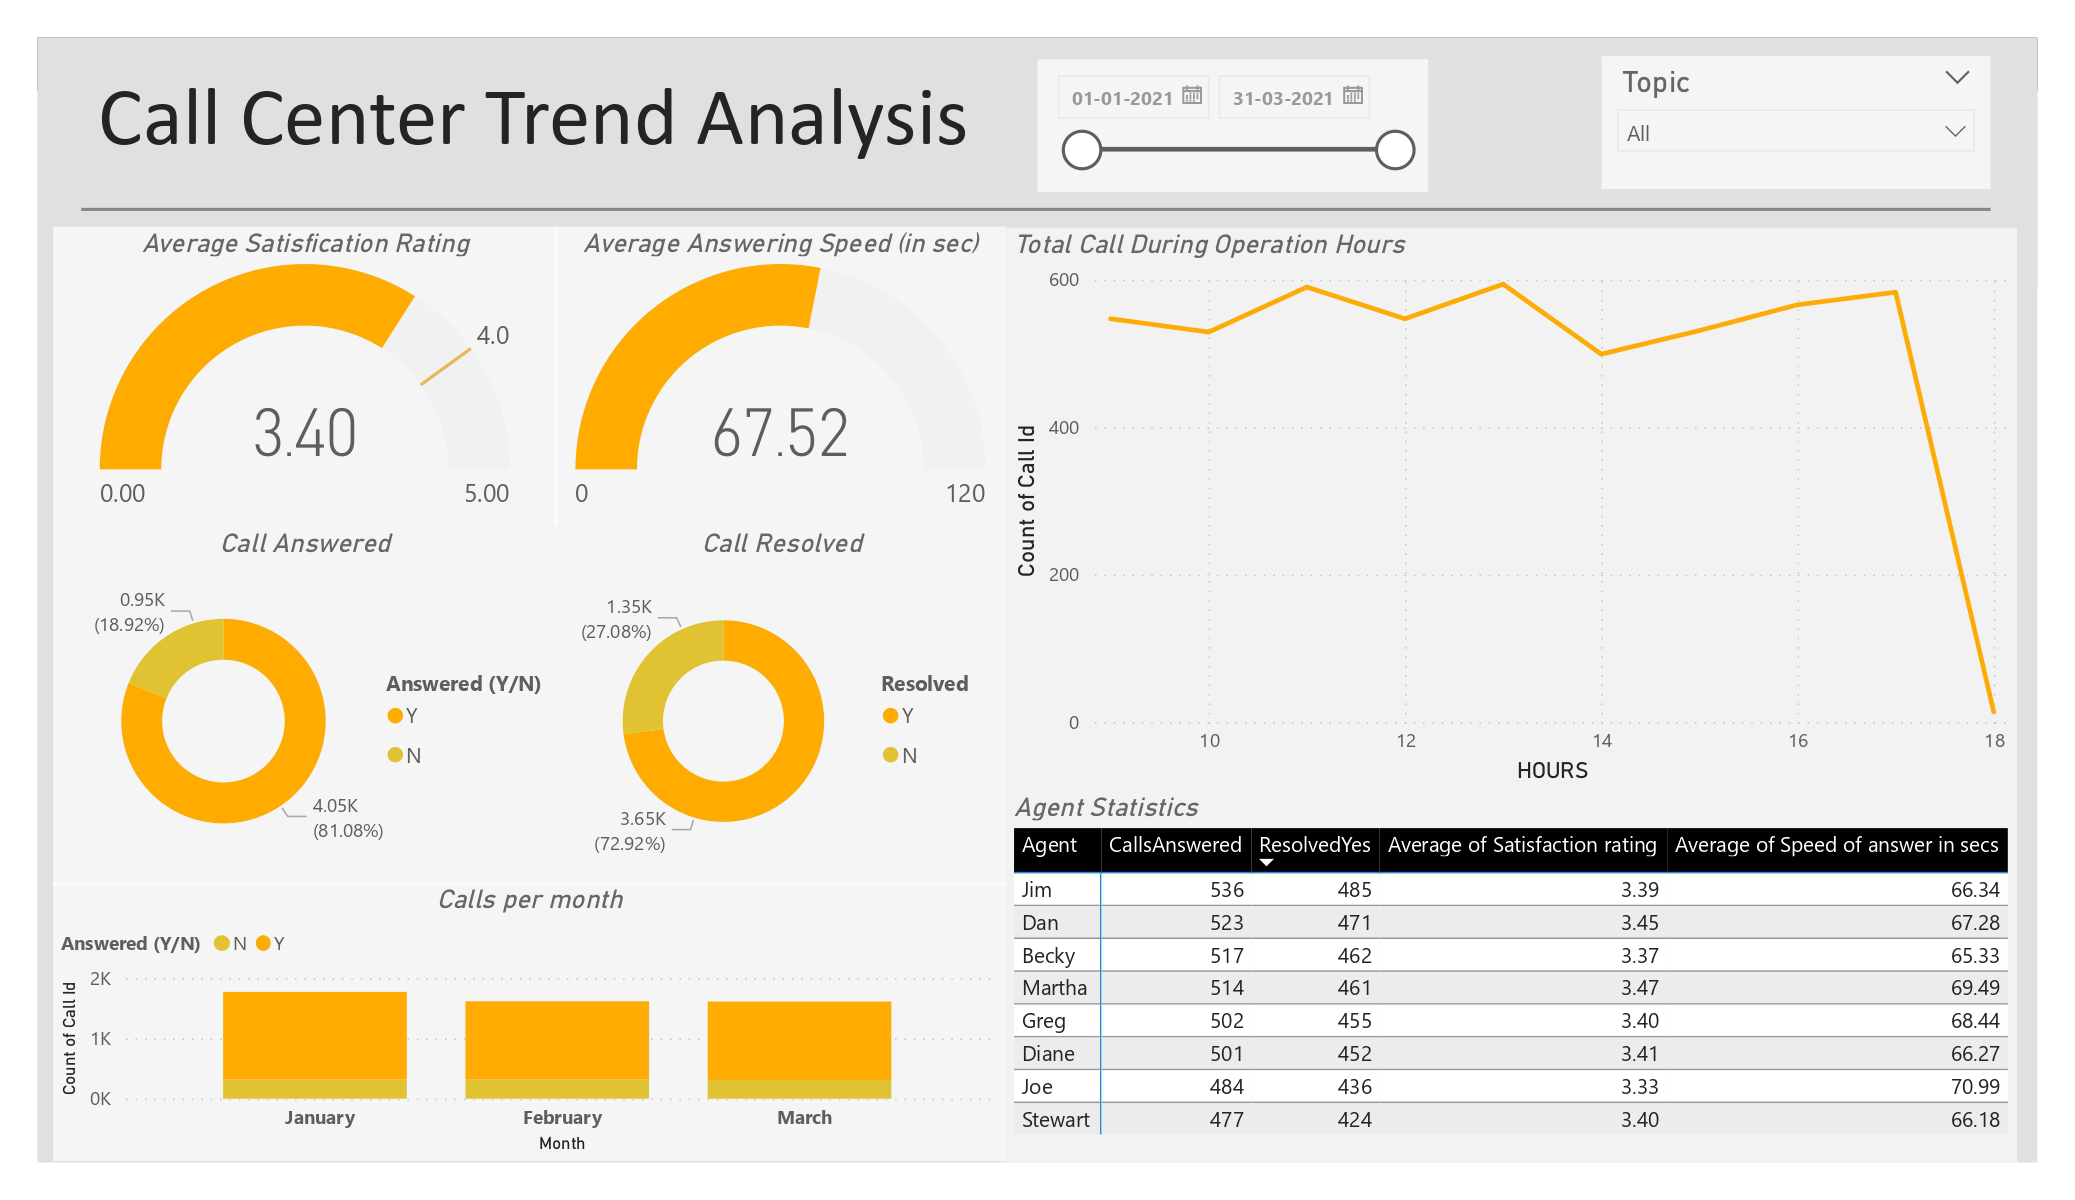 Call Center Trend Analysis
01-01-2021
31-03-2021
Topic
All
Average Satisfication Rating
4.0
3.40
0.00
5.00
Average Answering Speed (in sec)
67.52
0
120
Total Call During Operation Hours
Count of Call Id
600
400
200
0
10
12
14
16
18
HOURS
Call Answered
0.95K
(18.92%)
4.05K
(81.08%)
Answered (Y/N)
Y
N
Call Resolved
1.35K
(27.08%)
3.65K
(72.92%)
Resolved
Y
N
Calls per month
Answered (Y/N) N Y
Count of Call Id
2K
1K
0K
January
February
March
Month
Agent Statistics
Agent CallsAnswered ResolvedYes Average of Satisfaction rating Average of Speed of answer in secs
Jim 536 485 3.39 66.34
Dan 523 471 3.45 67.28
Becky 517 462 3.37 65.33
Martha 514 461 3.47 69.49
Greg 502 455 3.40 68.44
Diane 501 452 3.41 66.27
Joe 484 436 3.33 70.99
Stewart 477 424 3.40 66.18